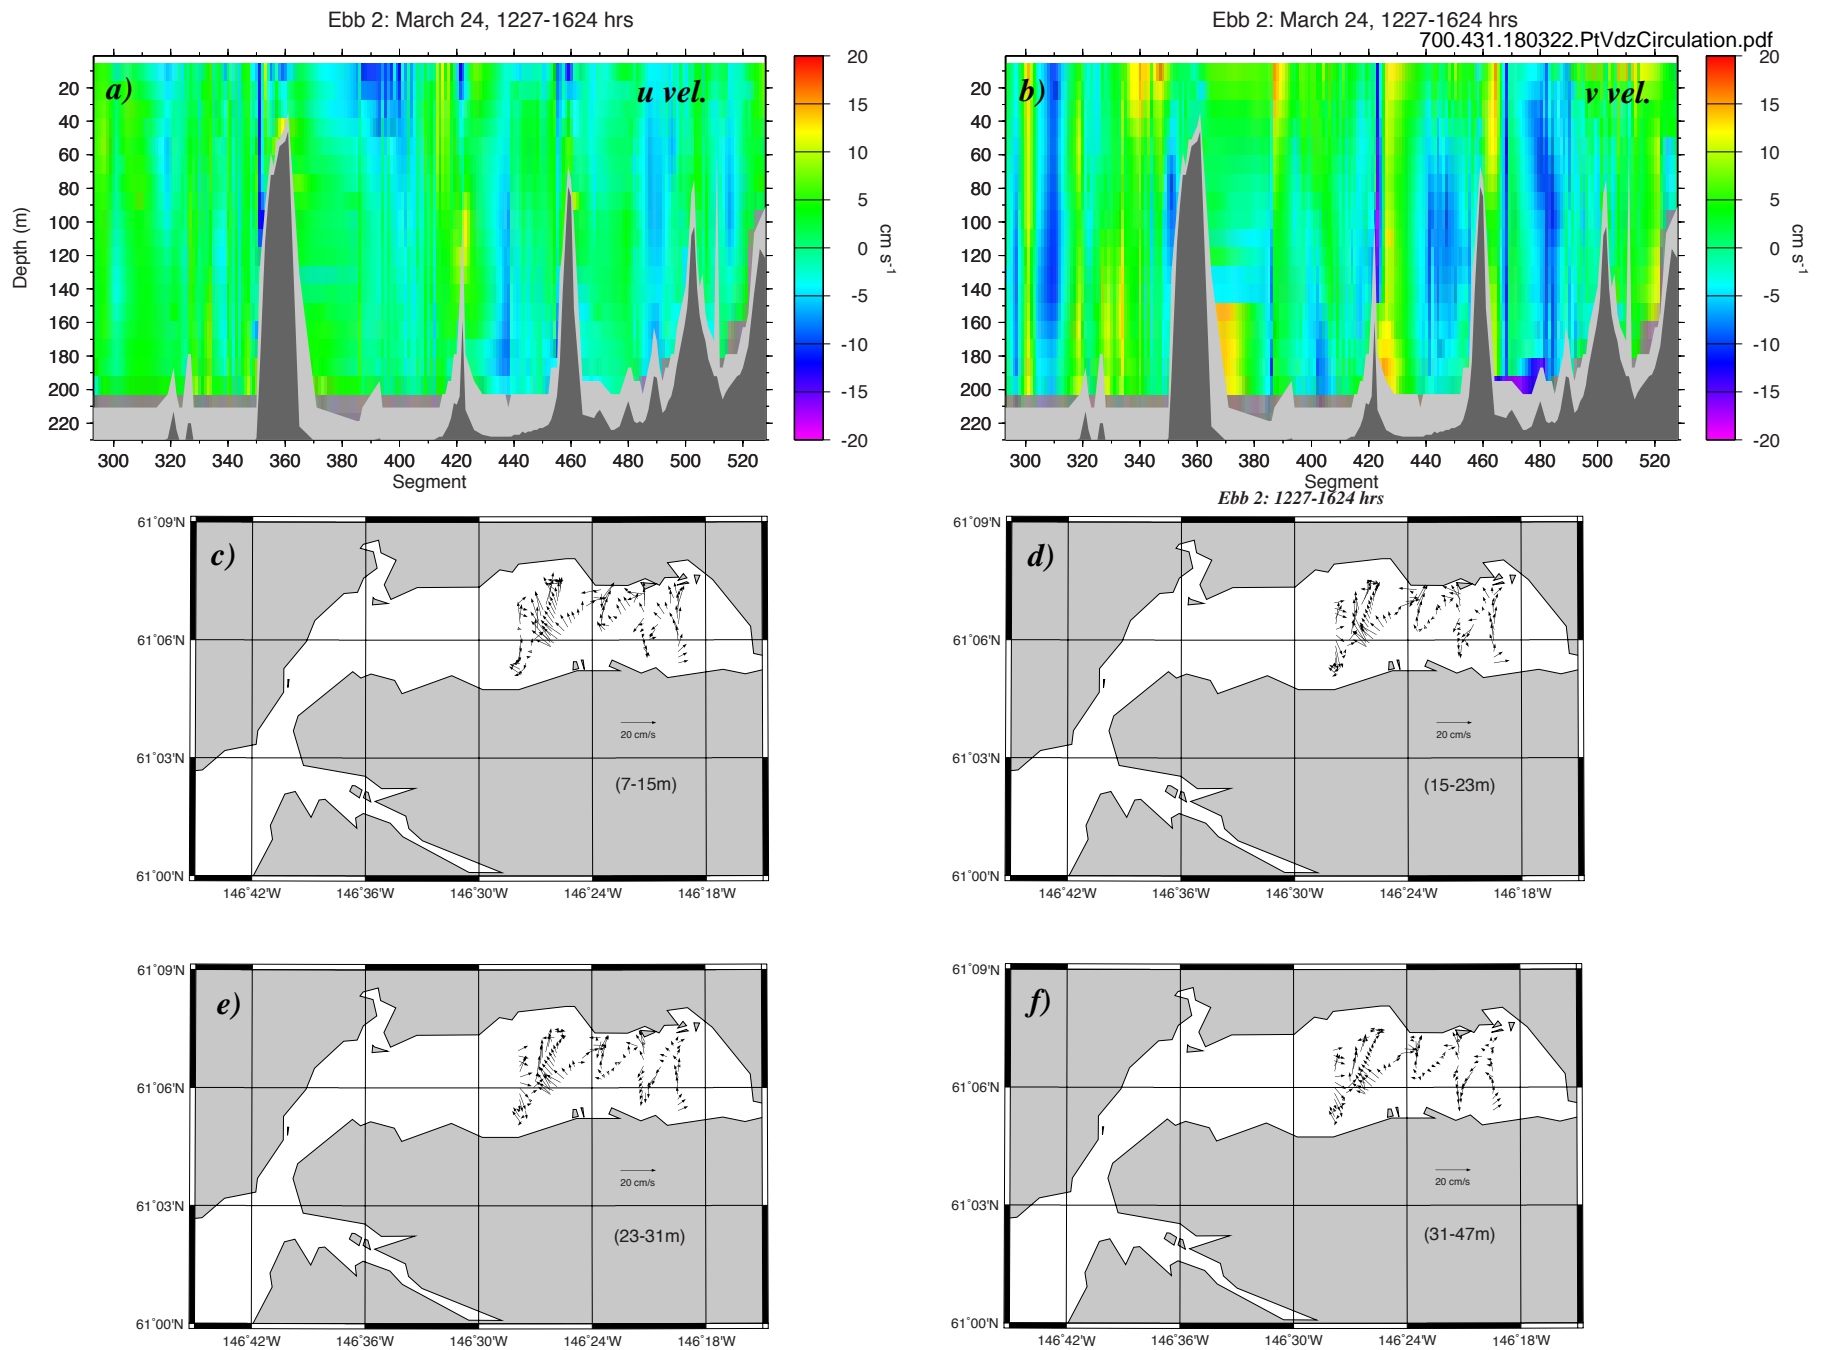 Ebb 2: March 24, 1227-1624 hrs
a)
u vel.
20
40
60
80
100
120
140
160
180
200
220
Depth (m)
300 320 340 360 380 400 420 440 460 480 500 520
Segment
20
15
10
5
0
-5
-10
-15
-20
cm s-1
Ebb 2: March 24, 1227-1624 hrs
700.431.180322.PtVdzCirculation.pdf
b)
v vel.
20
40
60
80
100
120
140
160
180
200
220
300 320 340 360 380 400 420 440 460 480 500 520
Segment
20
15
10
5
0
-5
-10
-15
-20
cm s-1
Ebb 2: 1227-1624 hrs
c)
61°09'N
61°06'N
61°03'N
61°00'N
20 cm/s
(7-15m)
146°42'W 146°36'W 146°30'W 146°24'W 146°18'W
d)
61°09'N
61°06'N
61°03'N
61°00'N
20 cm/s
(15-23m)
146°42'W 146°36'W 146°30'W 146°24'W 146°18'W
e)
61°09'N
61°06'N
61°03'N
61°00'N
20 cm/s
(23-31m)
146°42'W 146°36'W 146°30'W 146°24'W 146°18'W
f)
61°09'N
61°06'N
61°03'N
61°00'N
20 cm/s
(31-47m)
146°42'W 146°36'W 146°30'W 146°24'W 146°18'W